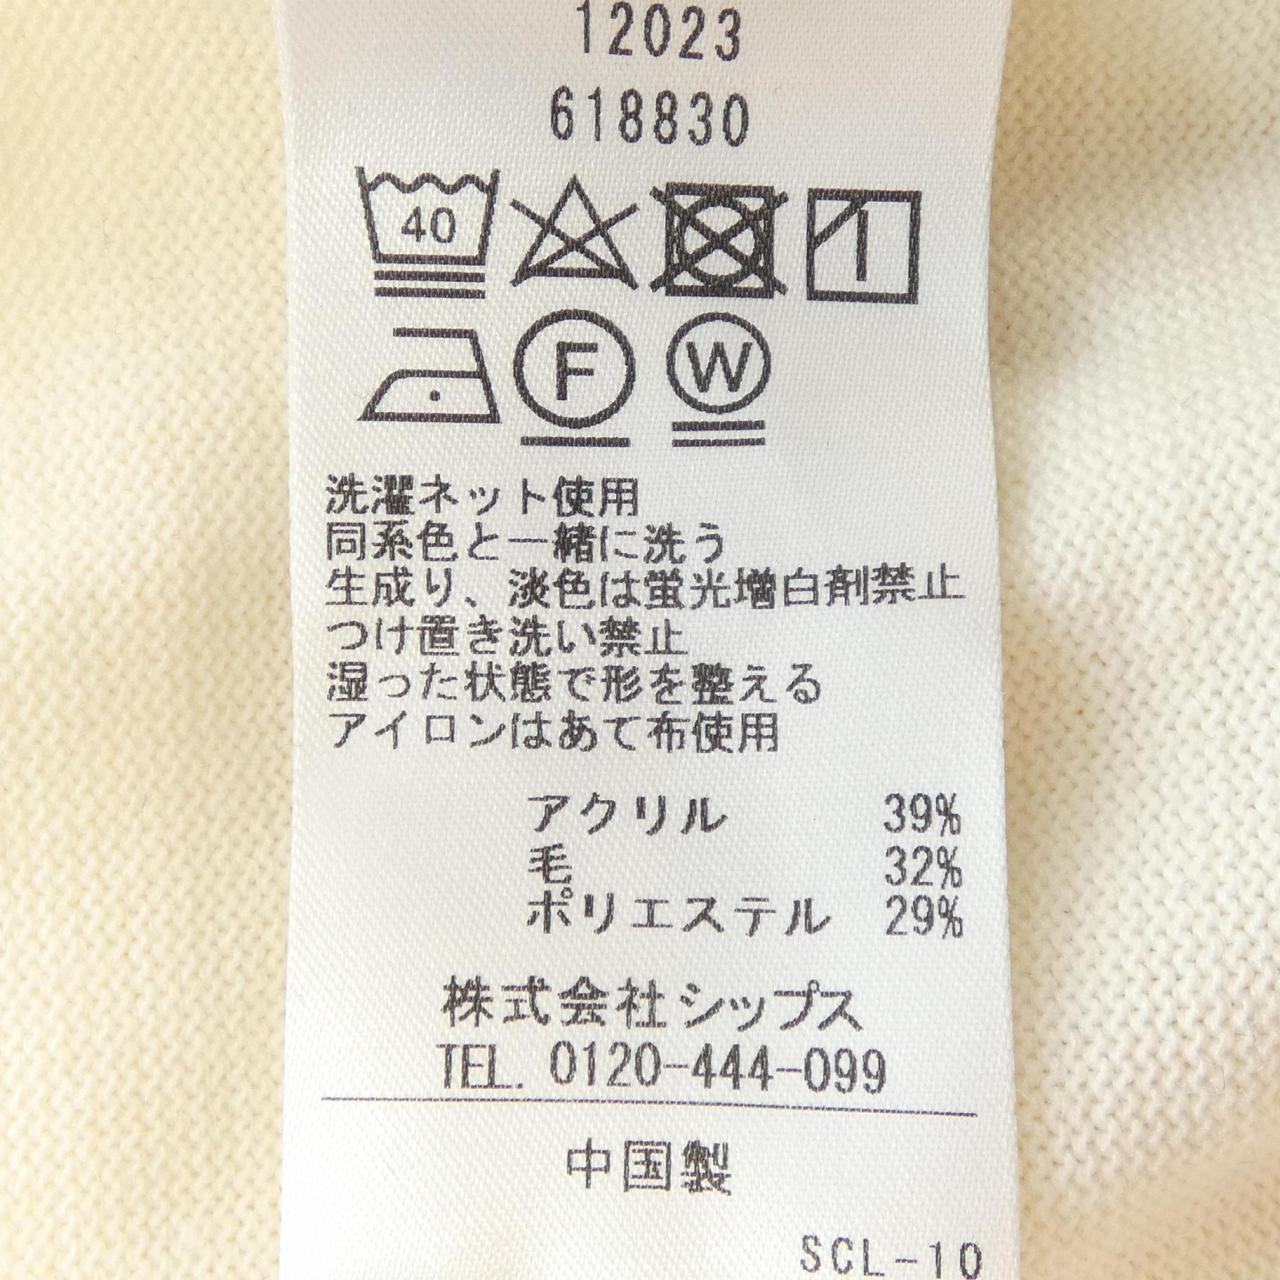 12023
618830
40
F W
洗濯ネット使用
同系色と一緒に洗う
生成り、淡色は蛍光増白剤禁止
つけ置き洗い禁止
湿った状態で形を整える
アイロンはあて布使用
アクリル 39%
毛 32%
ポリエステル 29%
株式会社シップス
TEL. 0120-444-099
中国製
SCL-10